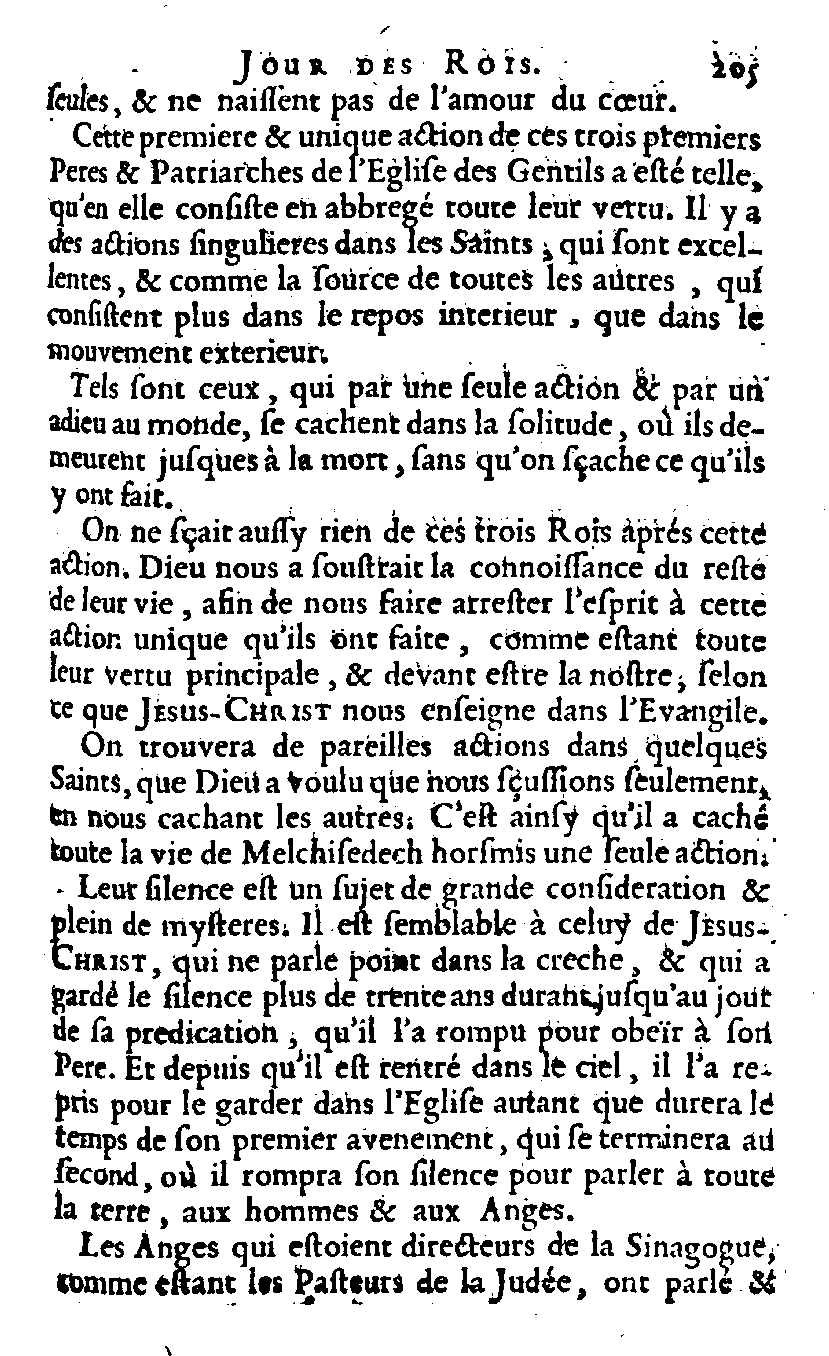 JOUR DES ROIS. 205
ſeules, & ne naiſſent pas de l'amour du cœur.
Cette premiere & unique action de ces trois premiers
Peres & Patriarches de l'Egliſe des Gentils a eſté telle,
qu'en elle conſiſte en abbregé toute leur vertu. Il y a
des actions ſingulieres dans les Saints, qui ſont excel-
lentes, & comme la ſource de toutes les autres, qui
conſiſtent plus dans le repos interieur, que dans le
mouvement exterieur.
Tels ſont ceux, qui par une ſeule action & par un
adieu au monde, ſe cachent dans la ſolitude, où ils de-
meurent juſques à la mort, ſans qu'on ſçache ce qu'ils
y ont fait.
On ne ſçait auſſy rien de ces trois Rois aprés cette
action. Dieu nous a ſouſtrait la connoiſſance du reſte
de leur vie, afin de nous faire arreſter l'eſprit à cette
action unique qu'ils ont faite, comme eſtant toute
leur vertu principale, & devant eſtre la noſtre, ſelon
ce que JESUS-CHRIST nous enſeigne dans l'Evangile.
On trouvera de pareilles actions dans quelques
Saints, que Dieu a voulu que nous ſçuſſions ſeulement,
en nous cachant les autres. C'eſt ainſy qu'il a caché
toute la vie de Melchiſedech horſmis une ſeule action.
Leur ſilence eſt un ſujet de grande conſideration &
plein de myſteres. Il eſt ſemblable à celuy de JESUS-
CHRIST, qui ne parle point dans la creche, & qui a
gardé le ſilence plus de trente ans durant, juſqu'au jour
de ſa predication, qu'il l'a rompu pour obeïr à ſon
Pere. Et depuis qu'il eſt rentré dans le ciel, il l'a re-
pris pour le garder dans l'Egliſe autant que durera le
temps de ſon premier avenement, qui ſe terminera au
ſecond, où il rompra ſon ſilence pour parler à toute
la terre, aux hommes & aux Anges.
Les Anges qui eſtoient directeurs de la Sinagogue,
comme eſtant les Paſteurs de la Judée, ont parlé &